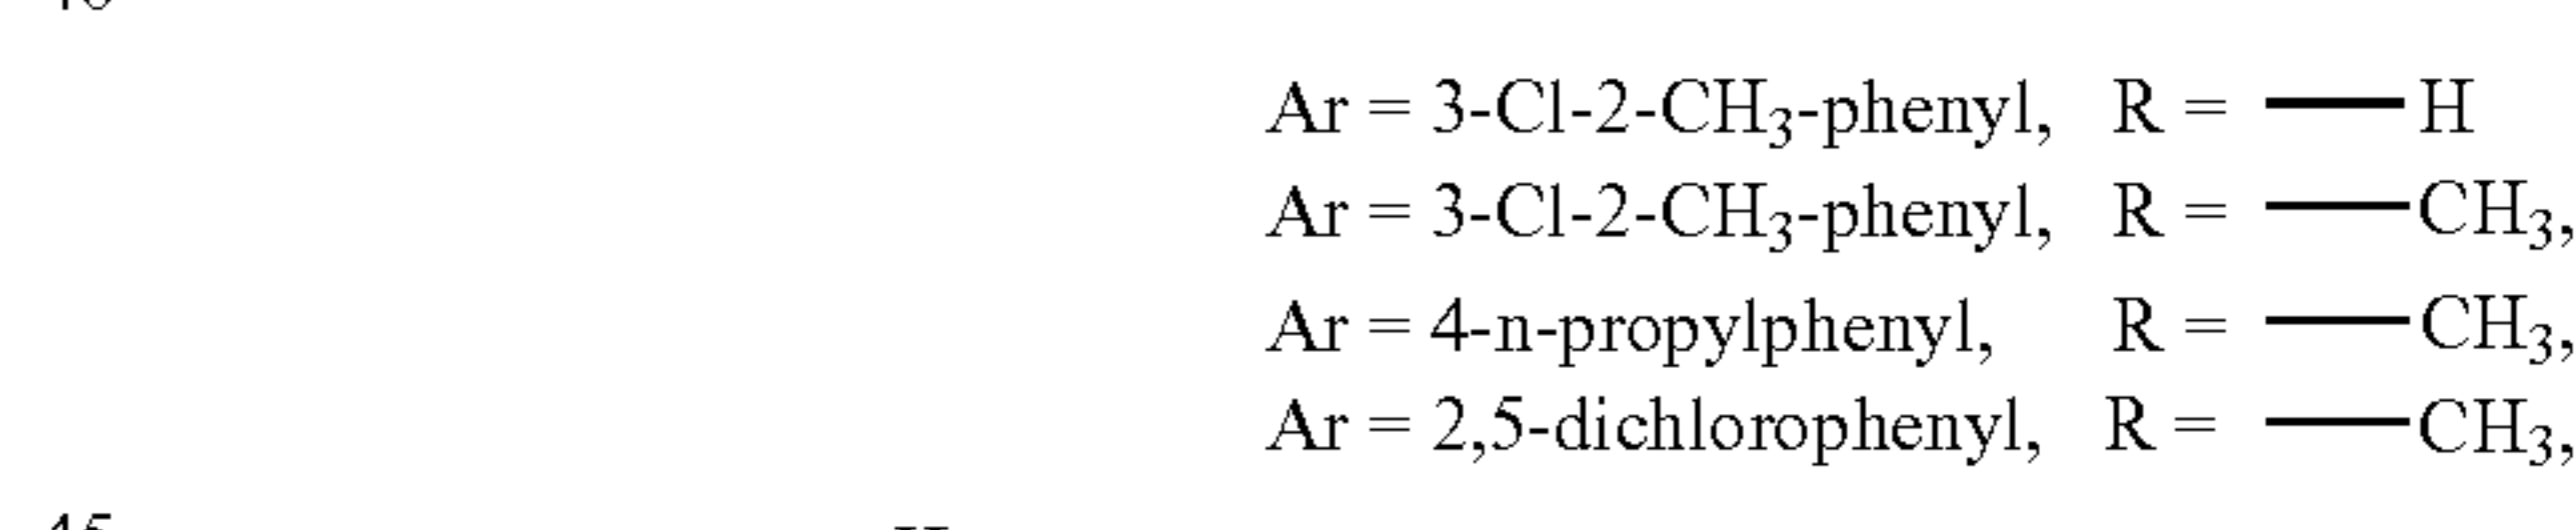 Ar = 3-Cl-2-CH₃-phenyl, R = —H
Ar = 3-Cl-2-CH₃-phenyl, R = —CH₃,
Ar = 4-n-propylphenyl, R = —CH₃,
Ar = 2,5-dichlorophenyl, R = —CH₃,